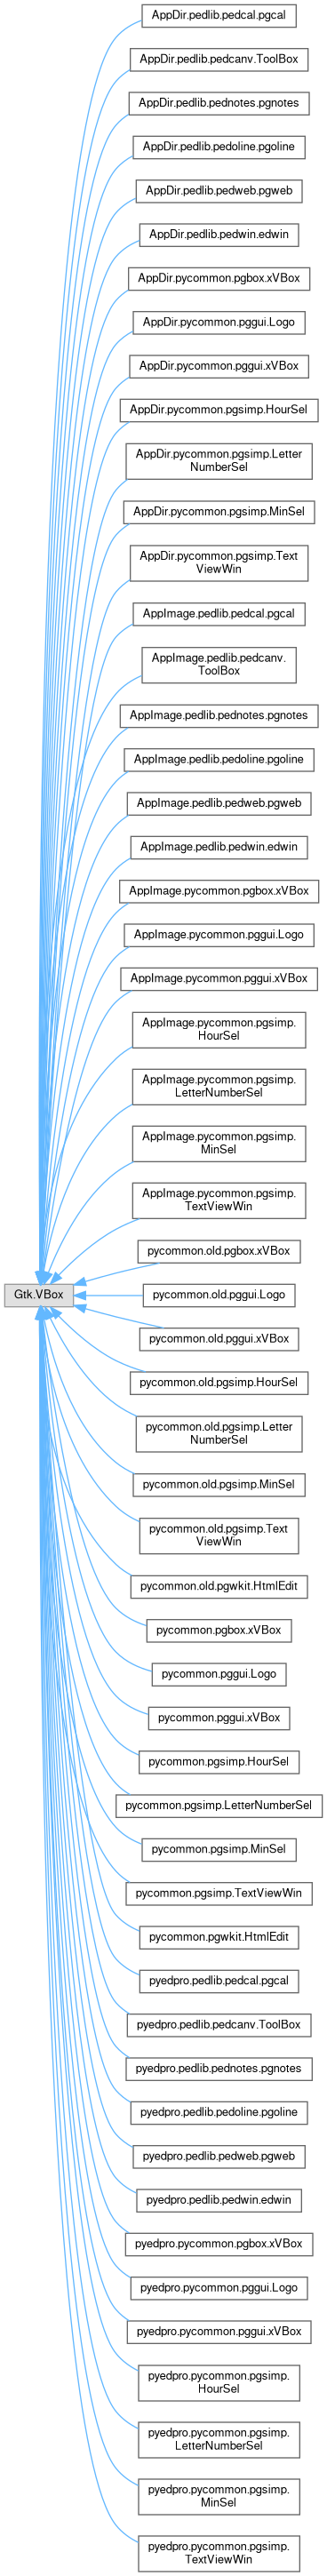 AppDir.pedlib.pedcal.pgcal
AppDir.pedlib.pedcanv.ToolBox
AppDir.pedlib.pednotes.pgnotes
AppDir.pedlib.pedoline.pgoline
AppDir.pedlib.pedweb.pgweb
AppDir.pedlib.pedwin.edwin
AppDir.pycommon.pgbox.xVBox
AppDir.pycommon.pggui.Logo
AppDir.pycommon.pggui.xVBox
AppDir.pycommon.pgsimp.HourSel
AppDir.pycommon.pgsimp.Letter
NumberSel
AppDir.pycommon.pgsimp.MinSel
AppDir.pycommon.pgsimp.Text
ViewWin
AppImage.pedlib.pedcal.pgcal
AppImage.pedlib.pedcanv.
ToolBox
AppImage.pedlib.pednotes.pgnotes
AppImage.pedlib.pedoline.pgoline
AppImage.pedlib.pedweb.pgweb
AppImage.pedlib.pedwin.edwin
AppImage.pycommon.pgbox.xVBox
AppImage.pycommon.pggui.Logo
AppImage.pycommon.pggui.xVBox
AppImage.pycommon.pgsimp.
HourSel
AppImage.pycommon.pgsimp.
LetterNumberSel
AppImage.pycommon.pgsimp.
MinSel
AppImage.pycommon.pgsimp.
TextViewWin
pycommon.old.pgbox.xVBox
Gtk.VBox
pycommon.old.pggui.Logo
pycommon.old.pggui.xVBox
pycommon.old.pgsimp.HourSel
pycommon.old.pgsimp.Letter
NumberSel
pycommon.old.pgsimp.MinSel
pycommon.old.pgsimp.Text
ViewWin
pycommon.old.pgwkit.HtmlEdit
pycommon.pgbox.xVBox
pycommon.pggui.Logo
pycommon.pggui.xVBox
pycommon.pgsimp.HourSel
pycommon.pgsimp.LetterNumberSel
pycommon.pgsimp.MinSel
pycommon.pgsimp.TextViewWin
pycommon.pgwkit.HtmlEdit
pyedpro.pedlib.pedcal.pgcal
pyedpro.pedlib.pedcanv.ToolBox
pyedpro.pedlib.pednotes.pgnotes
pyedpro.pedlib.pedoline.pgoline
pyedpro.pedlib.pedweb.pgweb
pyedpro.pedlib.pedwin.edwin
pyedpro.pycommon.pgbox.xVBox
pyedpro.pycommon.pggui.Logo
pyedpro.pycommon.pggui.xVBox
pyedpro.pycommon.pgsimp.
HourSel
pyedpro.pycommon.pgsimp.
LetterNumberSel
pyedpro.pycommon.pgsimp.
MinSel
pyedpro.pycommon.pgsimp.
TextViewWin